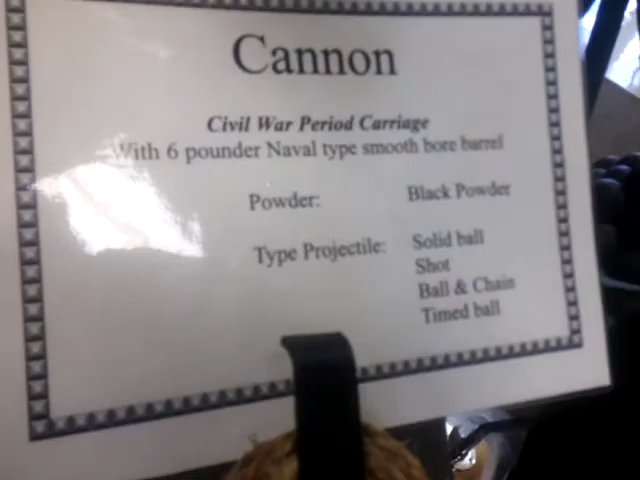 Cannon
Civil War Period Carriage
With 6 pounder Naval type smooth bore barrel
Powder: Black Powder
Type Projectile: Solid ball
Shot
Ball & Chain
Timed ball